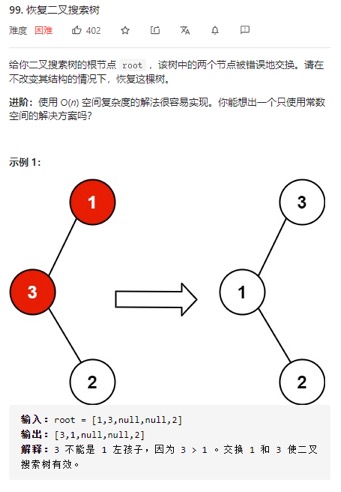 99. 恢复二叉搜索树
难度 困难 402
给你二叉搜索树的根节点 root ，该树中的两个节点被错误地交换。请在
不改变其结构的情况下，恢复这棵树。
进阶：使用 O(n) 空间复杂度的解法很容易实现。你能想出一个只使用常数
空间的解决方案吗？
示例 1：
1
3
3
1
2
2
输入：root = [1,3,null,null,2]
输出：[3,1,null,null,2]
解释：3 不能是 1 左孩子，因为 3 > 1 。交换 1 和 3 使二叉
搜索树有效。